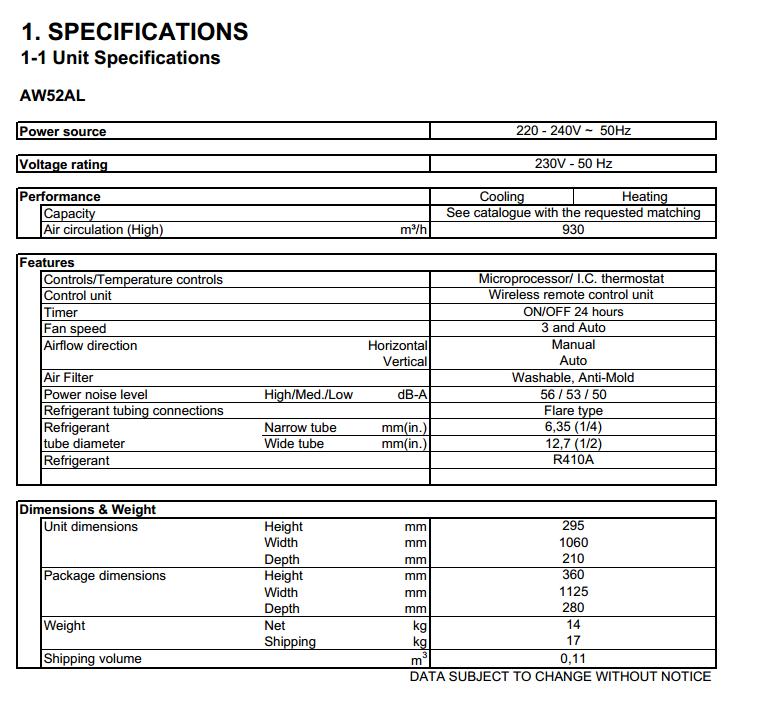 1. SPECIFICATIONS
1-1 Unit Specifications
AW52AL
Power source 220 - 240V ~ 50Hz
Voltage rating 230V - 50 Hz
Performance Cooling Heating
Capacity See catalogue with the requested matching
Air circulation (High) m³/h 930
Features
Controls/Temperature controls Microprocessor/ I.C. thermostat
Control unit Wireless remote control unit
Timer ON/OFF 24 hours
Fan speed 3 and Auto
Airflow direction Horizontal Manual
Vertical Auto
Air Filter Washable, Anti-Mold
Power noise level High/Med./Low dB-A 56 / 53 / 50
Refrigerant tubing connections Flare type
Refrigerant Narrow tube mm(in.) 6,35 (1/4)
tube diameter Wide tube mm(in.) 12,7 (1/2)
Refrigerant R410A
Dimensions & Weight
Unit dimensions Height mm 295
Width mm 1060
Depth mm 210
Package dimensions Height mm 360
Width mm 1125
Depth mm 280
Weight Net kg 14
Shipping kg 17
Shipping volume m³ 0,11
DATA SUBJECT TO CHANGE WITHOUT NOTICE